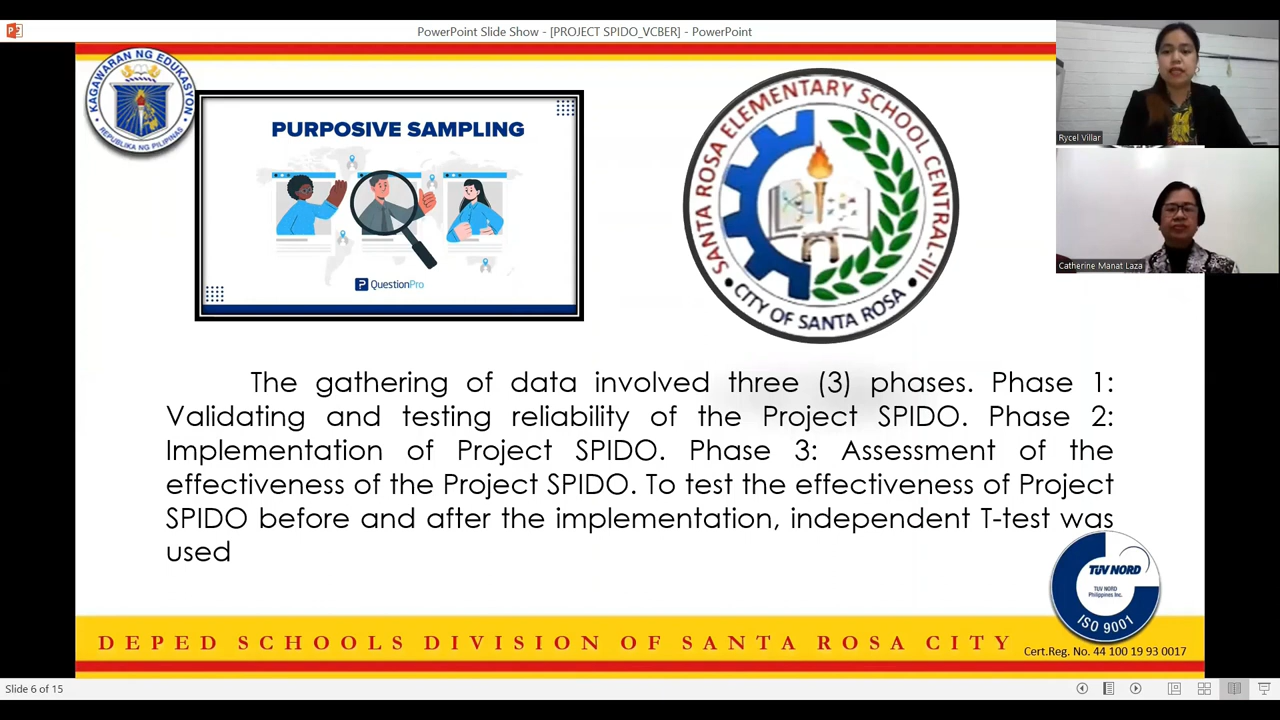 PowerPoint Slide Show - [PROJECT SPIDO_VCBER] - PowerPoint
KAGAWARAN NG EDUKASYON
REPUBLIKA NG PILIPINAS
PURPOSIVE SAMPLING
QuestionPro
SANTA ROSA ELEMENTARY SCHOOL CENTRAL-III
CITY OF SANTA ROSA
Rycel Villar
Catherine Manat Laza
The gathering of data involved three (3) phases. Phase 1:
Validating and testing reliability of the Project SPIDO. Phase 2:
Implementation of Project SPIDO. Phase 3: Assessment of the
effectiveness of the Project SPIDO. To test the effectiveness of Project
SPIDO before and after the implementation, independent T-test was
used
TUV NORD
TUV NORD
Philippines Inc.
ISO 9001
DEPED SCHOOLS DIVISION OF SANTA ROSA CITY
Cert.Reg. No. 44 100 19 93 0017
Slide 6 of 15